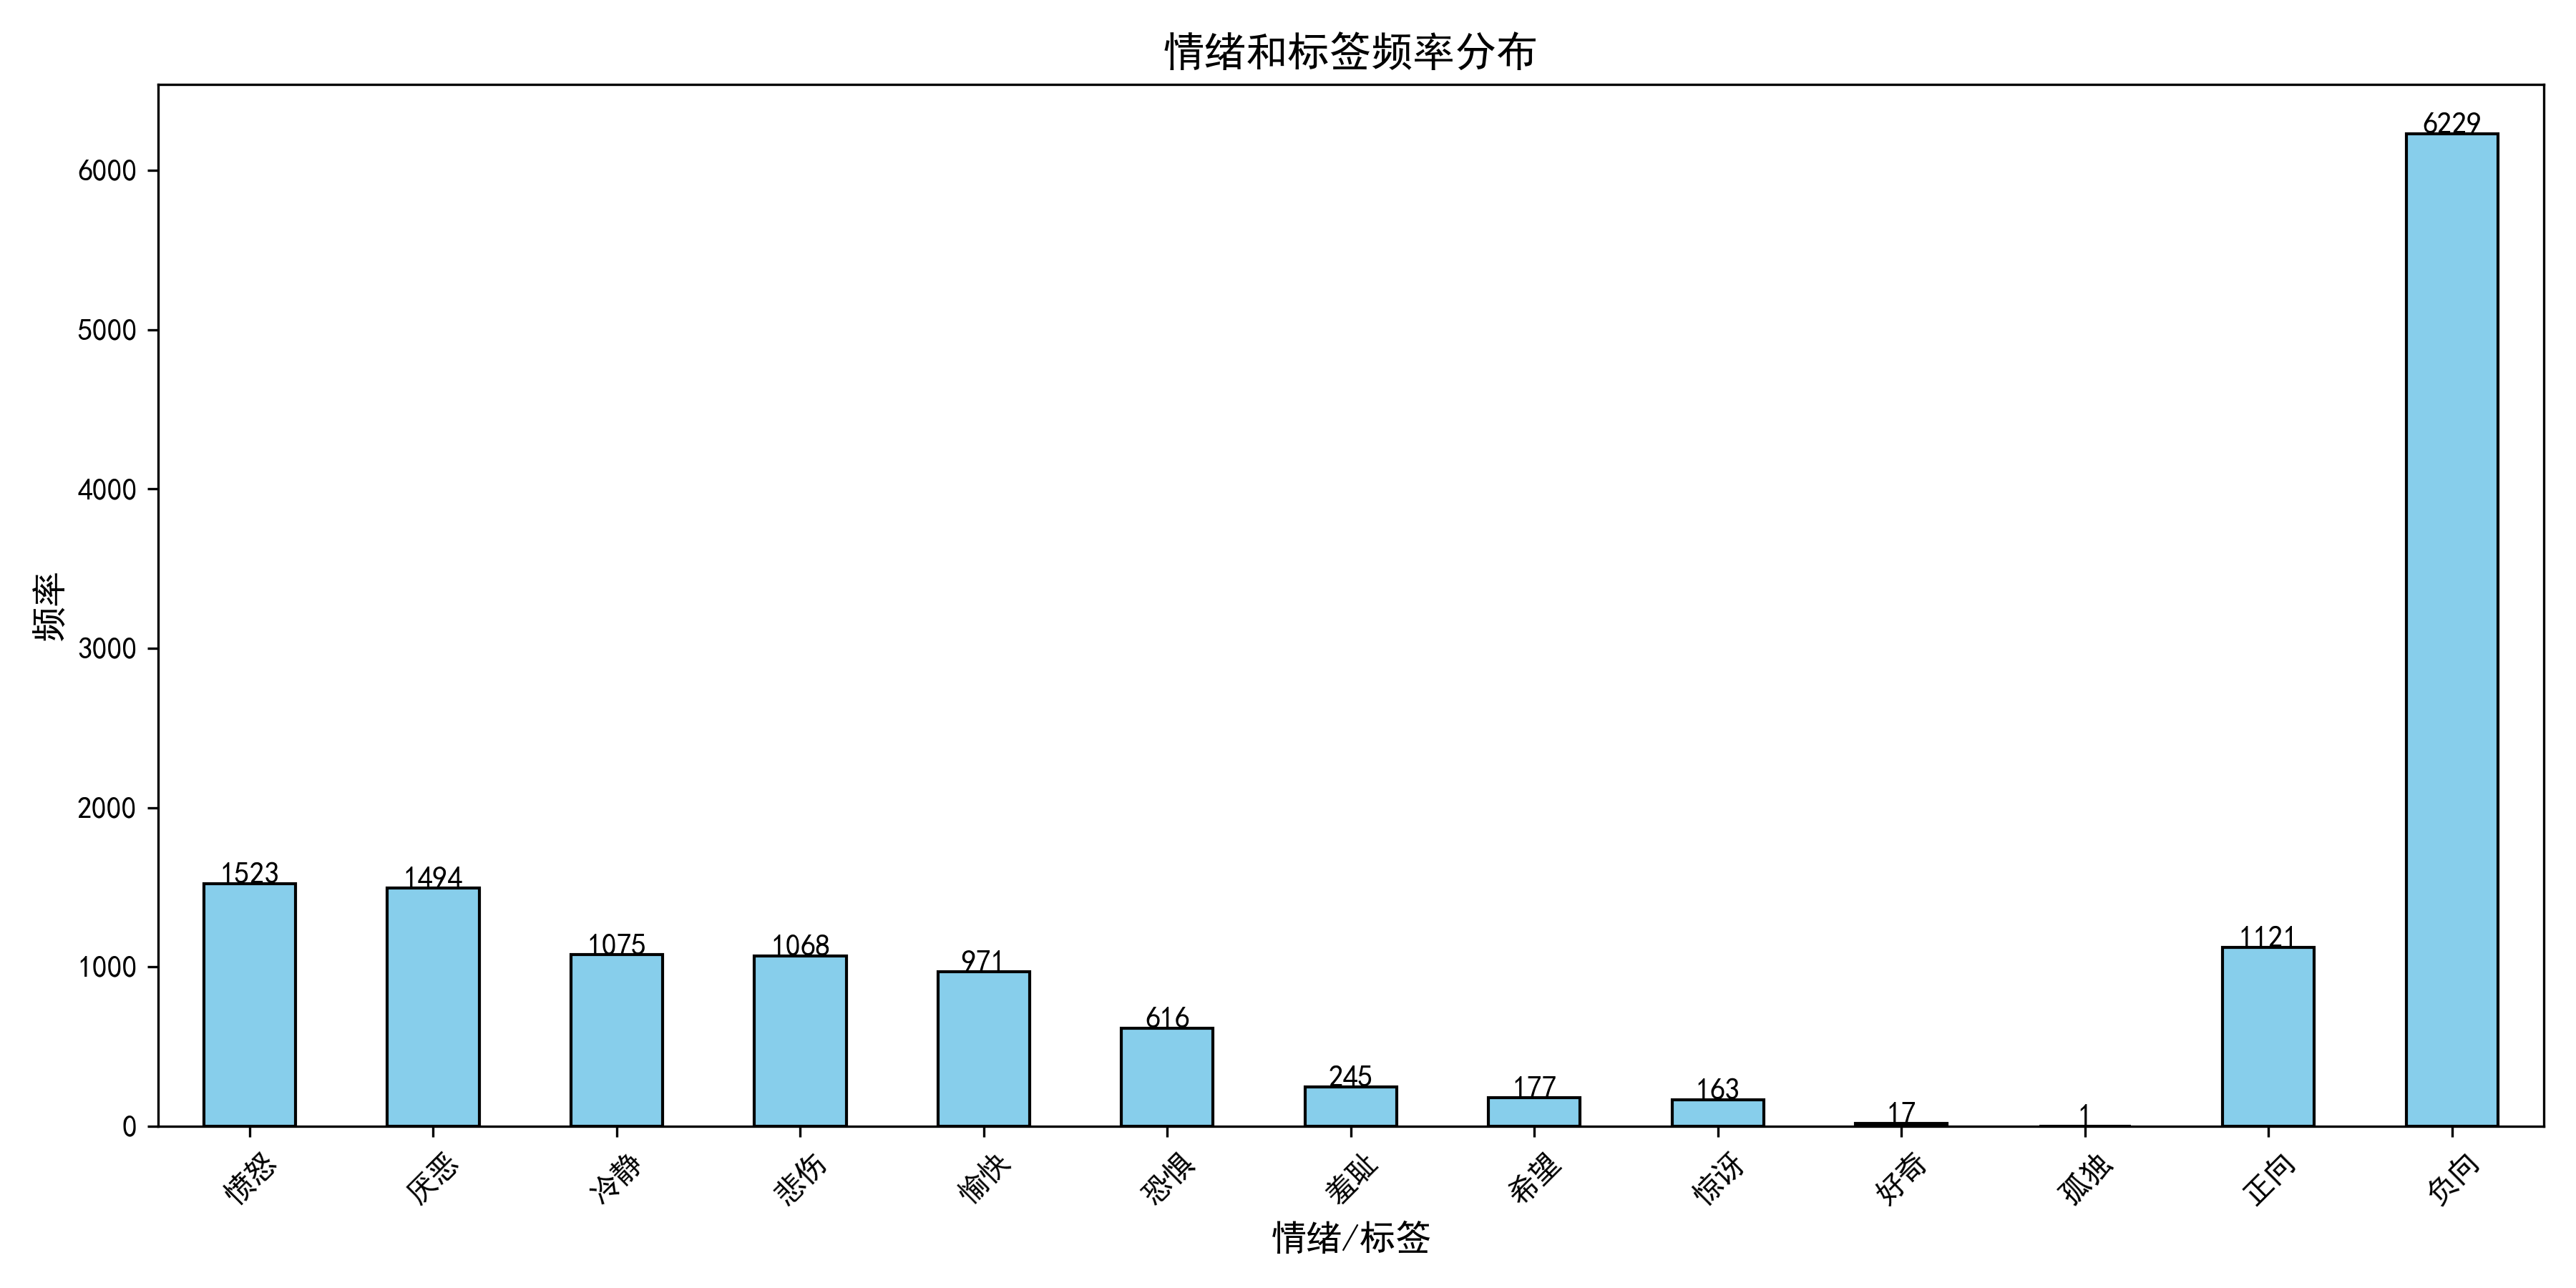 情绪和标签频率分布
频率
6000
5000
4000
3000
2000
1000
0
1523
1494
1075
1068
971
616
245
177
163
17
1
1121
6229
愤怒
厌恶
冷静
悲伤
愉快
恐惧
羞耻
希望
惊讶
好奇
孤独
正向
负向
情绪/标签